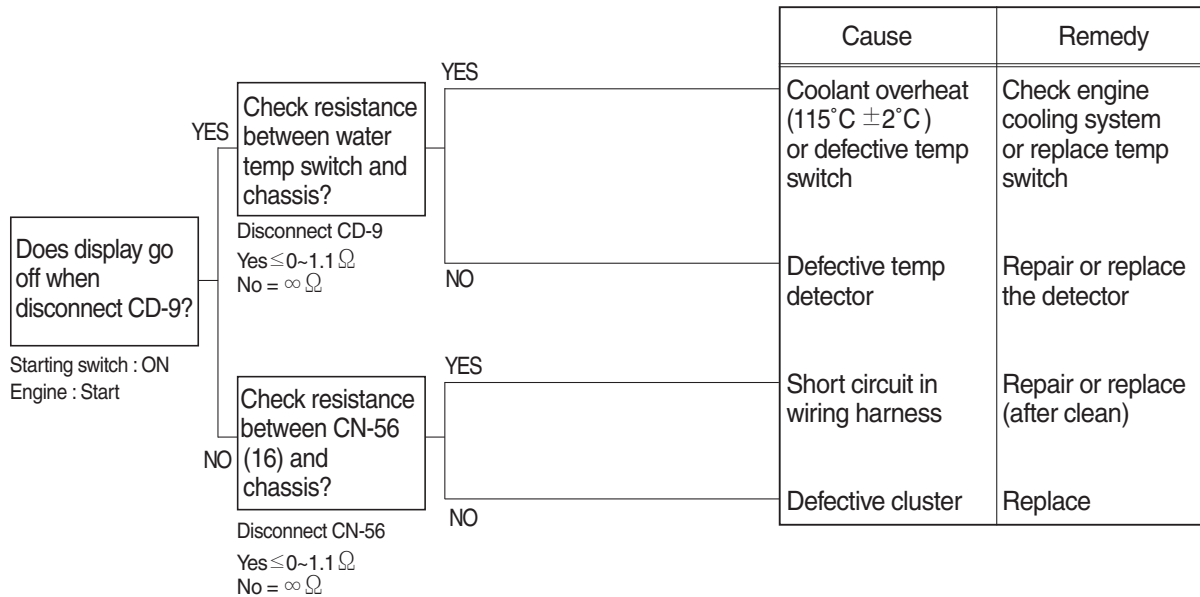 Cause
Remedy
YES
Coolant overheat
(115˚C ±2˚C)
or defective temp
switch
Check engine
cooling system
or replace temp
switch
YES
Check resistance
between water
temp switch and
chassis?
Disconnect CD-9
Yes≤0~1.1Ω
No = ∞Ω
NO
Defective temp
detector
Repair or replace
the detector
Does display go
off when
disconnect CD-9?
Starting switch : ON
Engine : Start
YES
Short circuit in
wiring harness
Repair or replace
(after clean)
NO
Check resistance
between CN-56
(16) and
chassis?
Disconnect CN-56
Yes≤0~1.1Ω
No = ∞Ω
NO
Defective cluster
Replace